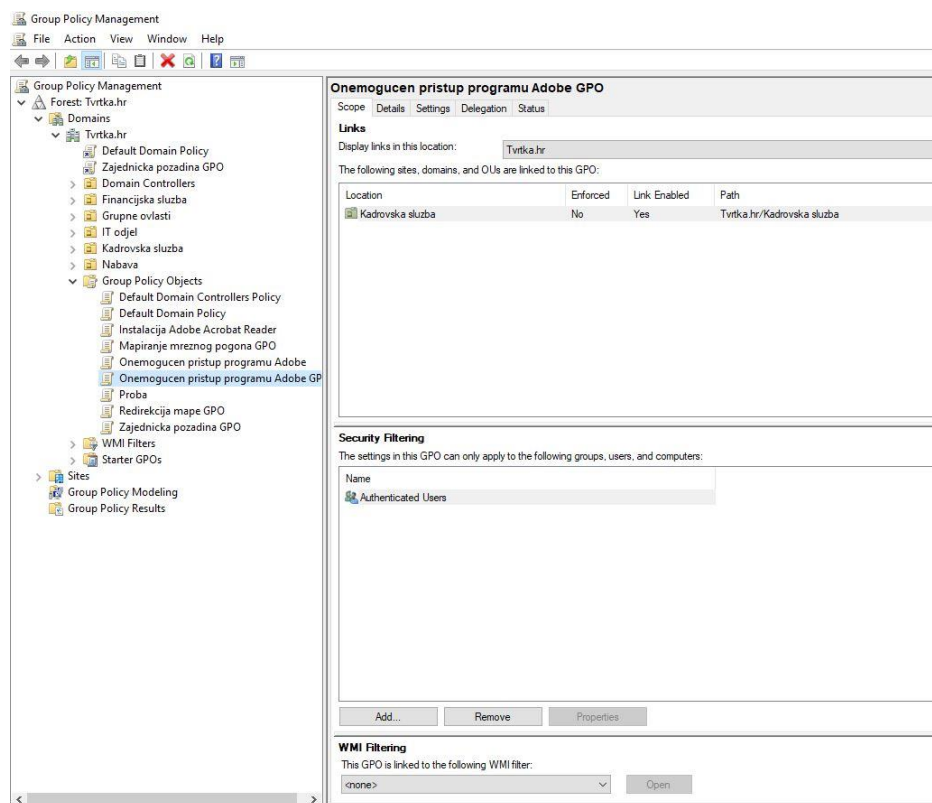 Group Policy Management
File Action View Window Help
Group Policy Management
Forest: Tvrtka.hr
Domains
Tvrtka.hr
Default Domain Policy
Zajednicka pozadina GPO
Domain Controllers
Financijska sluzba
Grupne ovlasti
IT odjel
Kadrovska sluzba
Nabava
Group Policy Objects
Default Domain Controllers Policy
Default Domain Policy
Instalacija Adobe Acrobat Reader
Mapiranje mreznog pogona GPO
Onemogucen pristup programu Adobe
Onemogucen pristup programu Adobe GP
Proba
Redirekcija mape GPO
Zajednicka pozadina GPO
WMI Filters
Starter GPOs
Sites
Group Policy Modeling
Group Policy Results
Onemogucen pristup programu Adobe GPO
Scope Details Settings Delegation Status
Links
Display links in this location: Tvrtka.hr
The following sites, domains, and OUs are linked to this GPO:
Location Enforced Link Enabled Path
Kadrovska sluzba No Yes Tvrtka.hr/Kadrovska sluzba
Security Filtering
The settings in this GPO can only apply to the following groups, users, and computers:
Name
Authenticated Users
Add... Remove Properties
WMI Filtering
This GPO is linked to the following WMI filter:
<none> Open